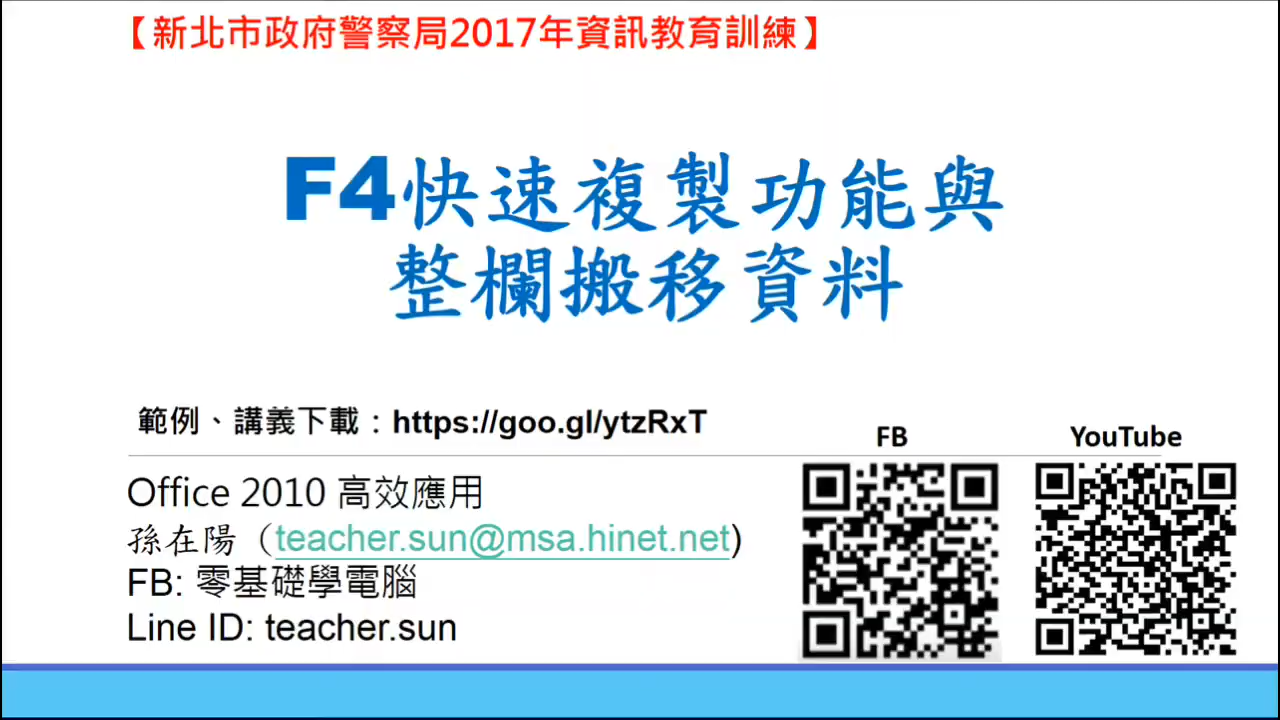 【新北市政府警察局2017年資訊教育訓練】
F4快速複製功能與
整欄搬移資料
範例、講義下載：https://goo.gl/ytzRxT
FB
YouTube
Office 2010 高效應用
孫在陽（teacher.sun@msa.hinet.net)
FB: 零基礎學電腦
Line ID: teacher.sun